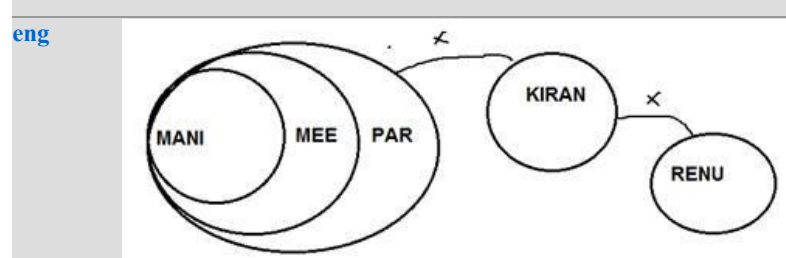 eng
x
KIRAN
x
MANI MEE PAR
RENU